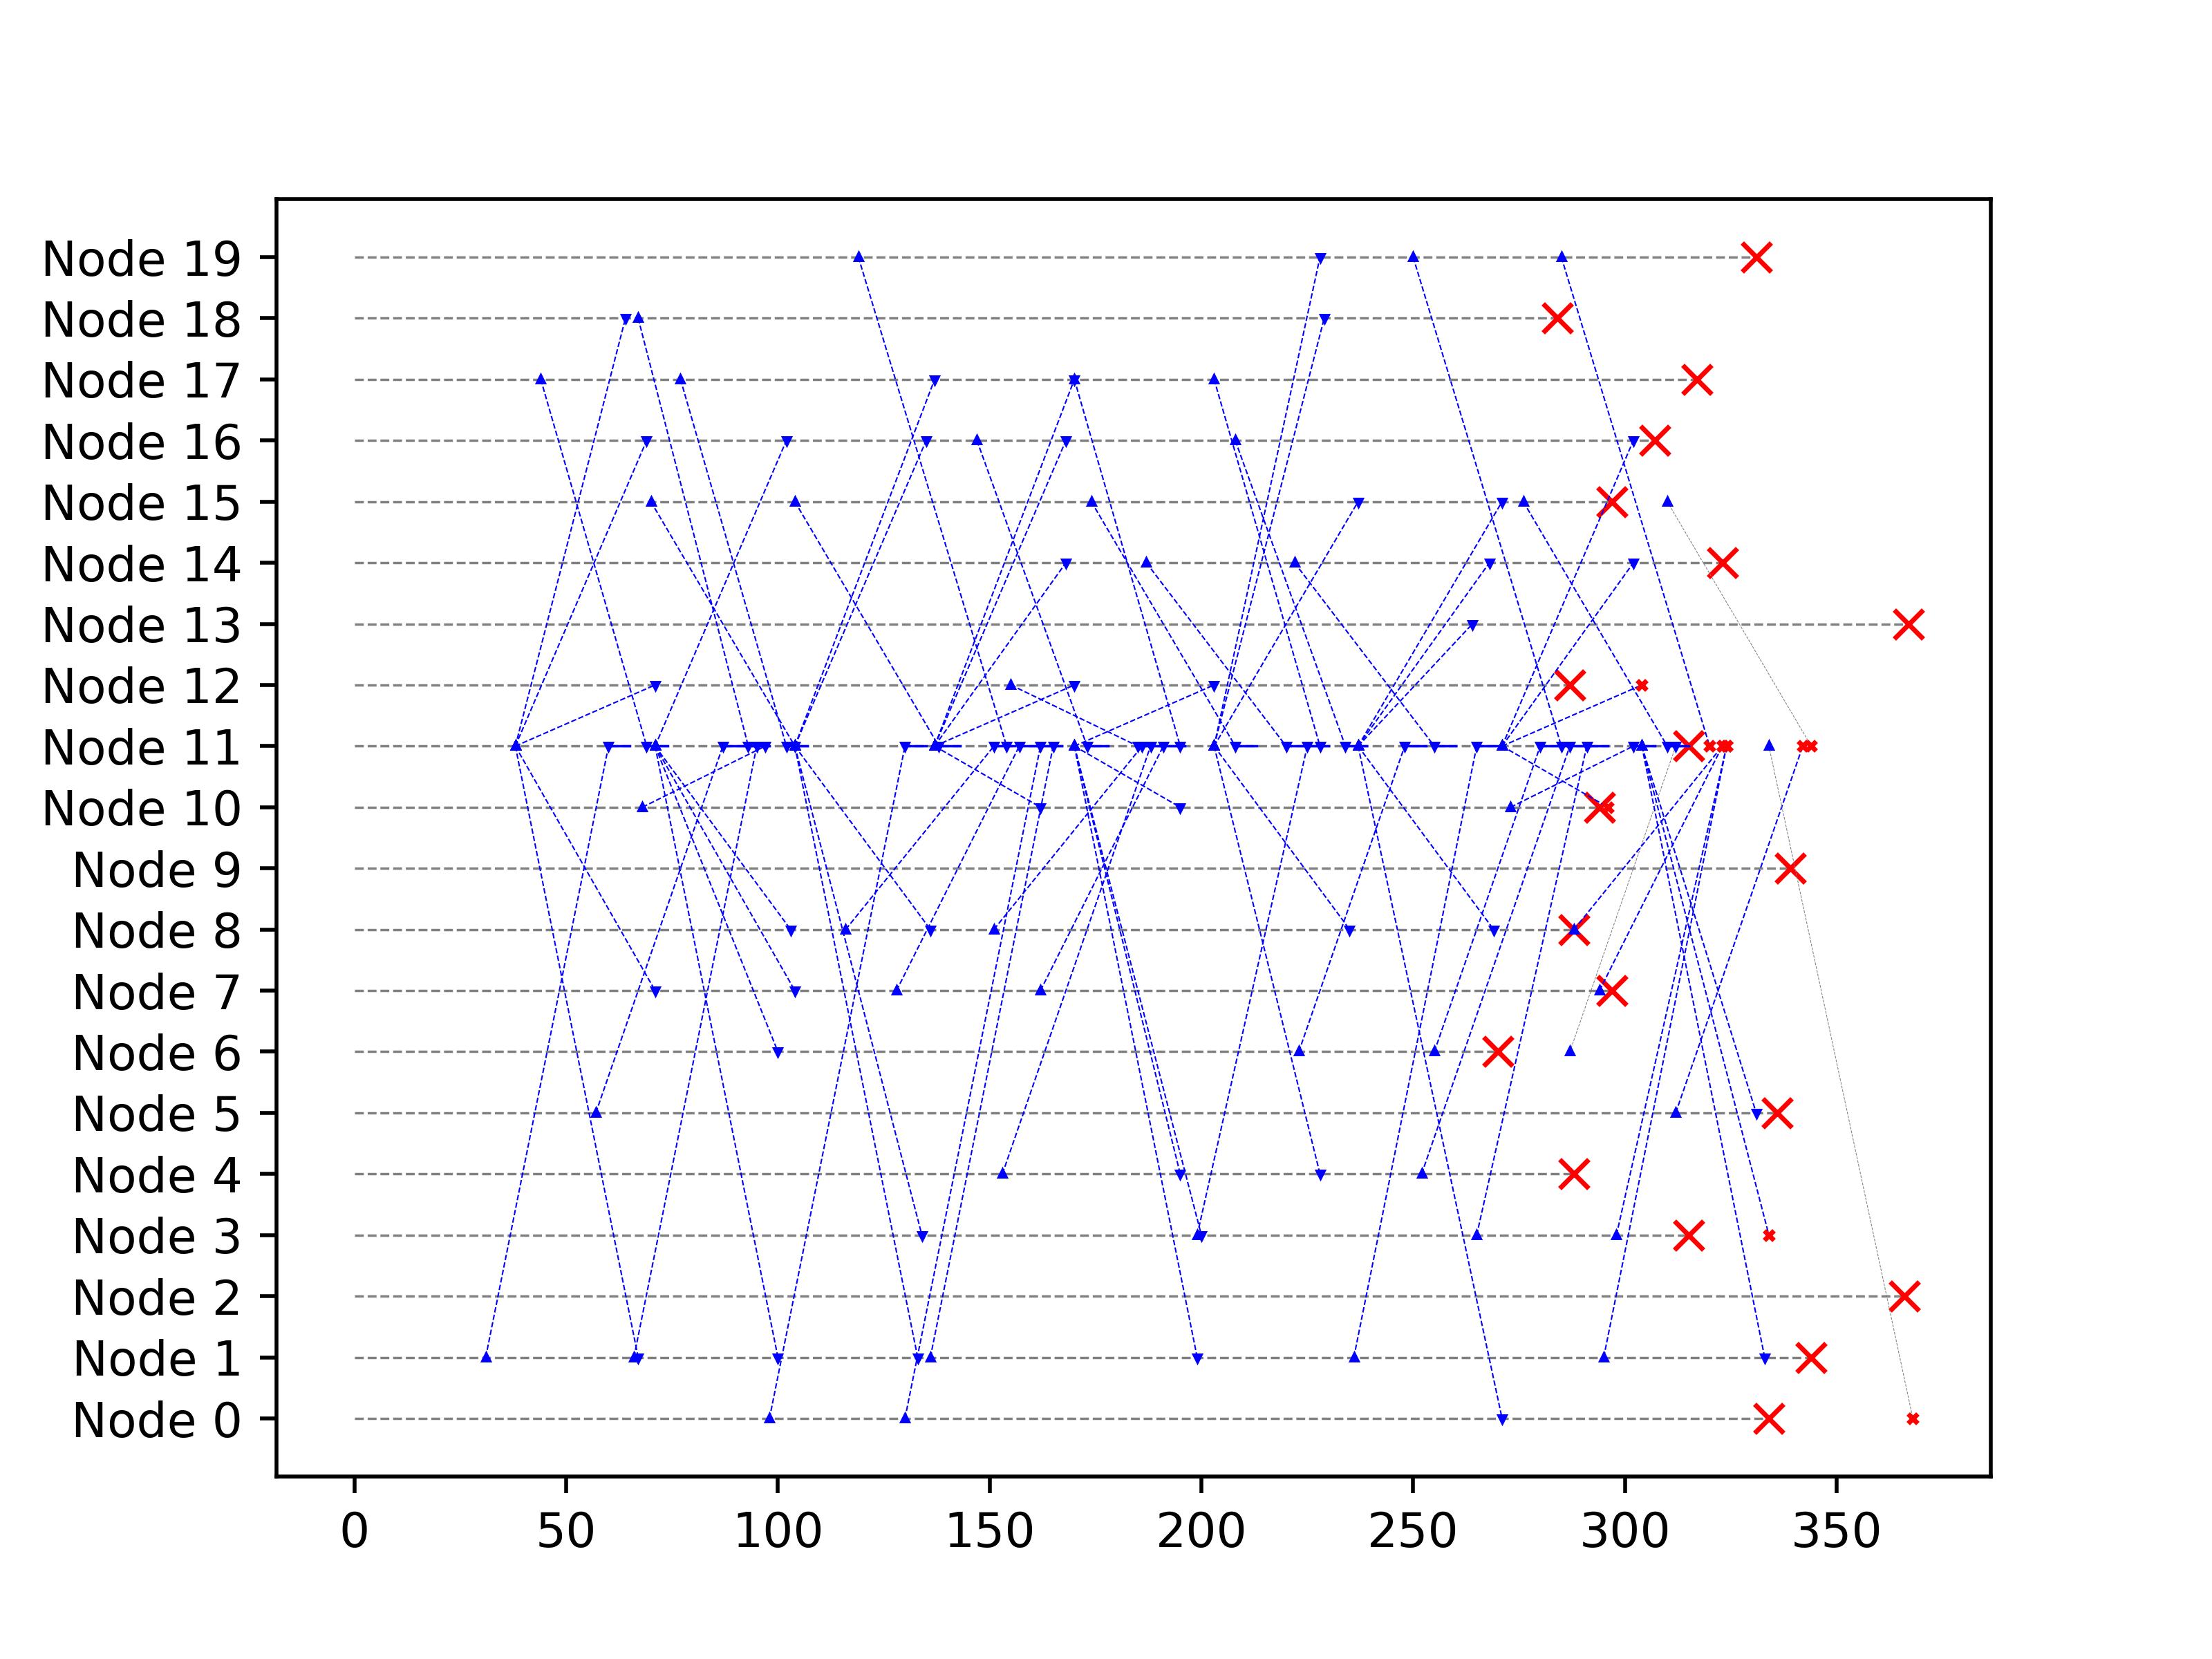 Node 19
Node 18
Node 17
Node 16
Node 15
Node 14
Node 13
Node 12
Node 11
Node 10
Node 9
Node 8
Node 7
Node 6
Node 5
Node 4
Node 3
Node 2
Node 1
Node 0
0 50 100 150 200 250 300 350